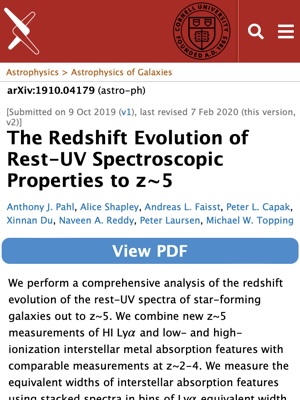 CORNELL UNIVERSITY
FOUNDED A.D. 1865
Astrophysics > Astrophysics of Galaxies
arXiv:1910.04179 (astro-ph)
[Submitted on 9 Oct 2019 (v1), last revised 7 Feb 2020 (this version,
v2)]
The Redshift Evolution of
Rest-UV Spectroscopic
Properties to z~5
Anthony J. Pahl, Alice Shapley, Andreas L. Faisst, Peter L. Capak,
Xinnan Du, Naveen A. Reddy, Peter Laursen, Michael W. Topping
View PDF
We perform a comprehensive analysis of the redshift
evolution of the rest-UV spectra of star-forming
galaxies out to z~5. We combine new z~5
measurements of HI Lyα and low- and high-
ionization interstellar metal absorption features with
comparable measurements at z~2-4. We measure the
equivalent widths of interstellar absorption features
using stacked spectra in bins of Lyα equivalent width